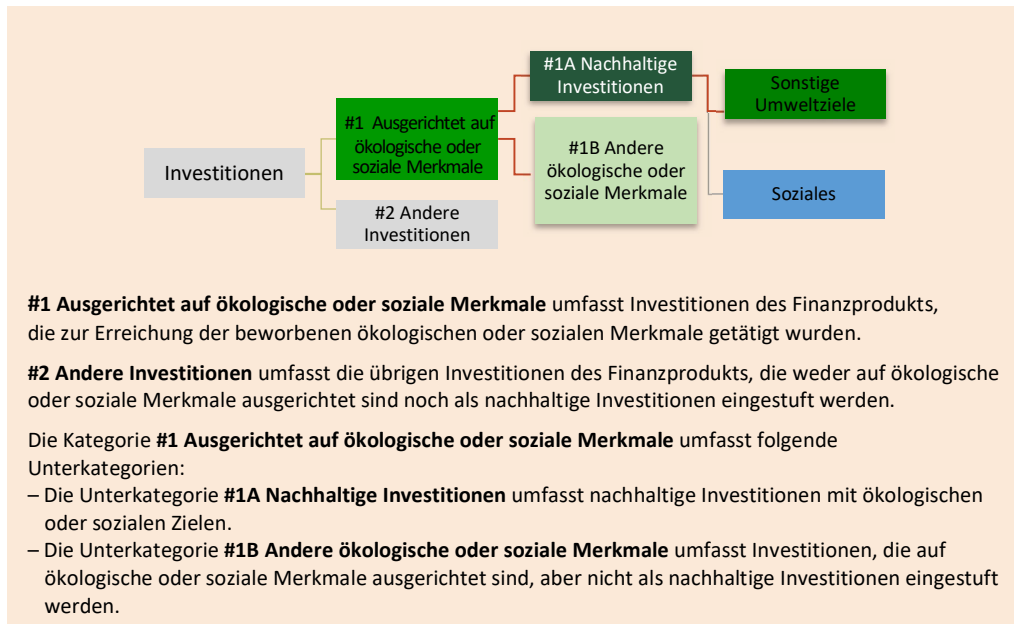 #1A Nachhaltige
Investitionen
Sonstige
Umweltziele
#1 Ausgerichtet auf
ökologische oder
soziale Merkmale
#1B Andere
ökologische oder
soziale Merkmale
Investitionen
Soziales
#2 Andere
Investitionen
#1 Ausgerichtet auf ökologische oder soziale Merkmale umfasst Investitionen des Finanzprodukts,
die zur Erreichung der beworbenen ökologischen oder sozialen Merkmale getätigt wurden.
#2 Andere Investitionen umfasst die übrigen Investitionen des Finanzprodukts, die weder auf ökologische
oder soziale Merkmale ausgerichtet sind noch als nachhaltige Investitionen eingestuft werden.
Die Kategorie #1 Ausgerichtet auf ökologische oder soziale Merkmale umfasst folgende
Unterkategorien:
– Die Unterkategorie #1A Nachhaltige Investitionen umfasst nachhaltige Investitionen mit ökologischen
oder sozialen Zielen.
– Die Unterkategorie #1B Andere ökologische oder soziale Merkmale umfasst Investitionen, die auf
ökologische oder soziale Merkmale ausgerichtet sind, aber nicht als nachhaltige Investitionen eingestuft
werden.